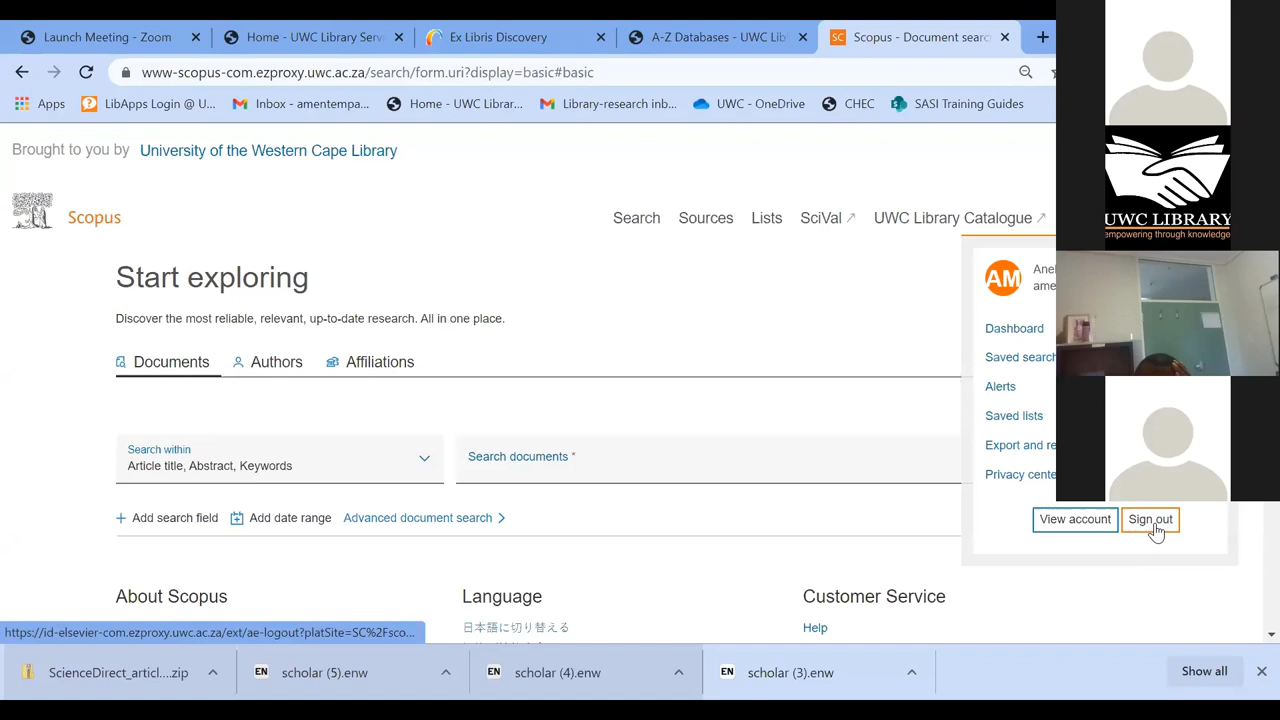 Launch Meeting - Zoom
Home - UWC Library Serv
Ex Libris Discovery
A-Z Databases - UWC Lib
SC Scopus - Document searc
www-scopus-com.ezproxy.uwc.ac.za/search/form.uri?display=basic#basic
Apps
LibApps Login @ U...
Inbox - amentempa...
Home - UWC Librar...
Library-research inb...
UWC - OneDrive
CHEC
SASI Training Guides
Brought to you by University of the Western Cape Library
Scopus
Search
Sources
Lists
SciVal
UWC Library Catalogue
UWC LIBRARY
empowering through knowledge
Start exploring
Discover the most reliable, relevant, up-to-date research. All in one place.
Documents
Authors
Affiliations
Search within
Article title, Abstract, Keywords
Search documents *
Add search field
Add date range
Advanced document search
AM
Anel
ame
Dashboard
Saved search
Alerts
Saved lists
Export and re
Privacy cente
View account
Sign out
About Scopus
Language
日本語に切り替える
Customer Service
Help
https://id-elsevier-com.ezproxy.uwc.ac.za/ext/ae-logout?platSite=SC%2Fsco...
ScienceDirect_articl....zip
EN scholar (5).enw
EN scholar (4).enw
EN scholar (3).enw
Show all